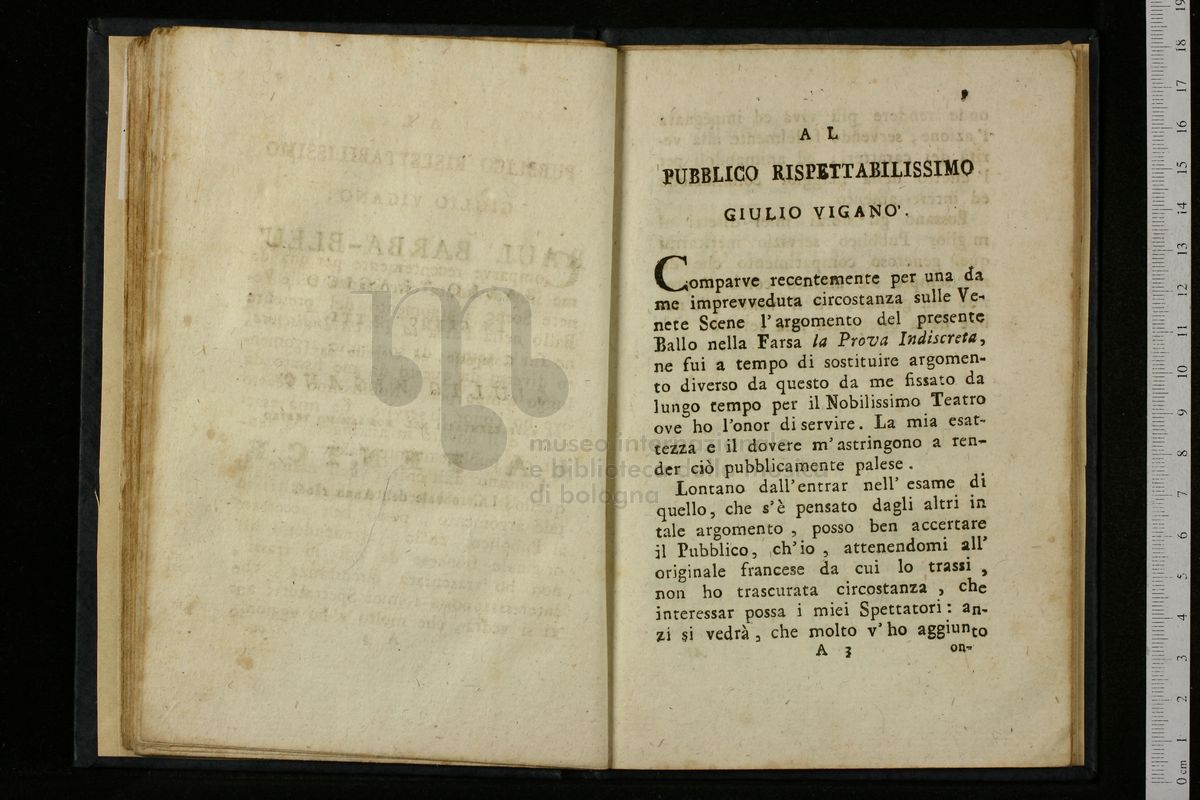 9
A L
PUBBLICO RISPETTABILISSIMO
GIULIO VIGANO'.
Comparve recentemente per una da
me imprevveduta circostanza sulle Ve-
nete Scene l'argomento del presente
Ballo nella Farsa la Prova Indiscreta,
ne fui a tempo di sostituire argomen-
to diverso da questo da me fissato da
lungo tempo per il Nobilissimo Teatro
ove ho l'onor di servire. La mia esat-
tezza e il dovere m'astringono a ren-
der ciò pubblicamente palese.
Lontano dall'entrar nell' esame di
quello, che s'è pensato dagli altri in
tale argomento, posso ben accertare
il Pubblico, ch'io, attenendomi all'
originale francese da cui lo trassi,
non ho trascurata circostanza, che
interessar possa i miei Spettatori: an-
zi si vedrà, che molto v'ho aggiunto
A 3 on-
museo internazionale
e biblioteca della musica
di bologna